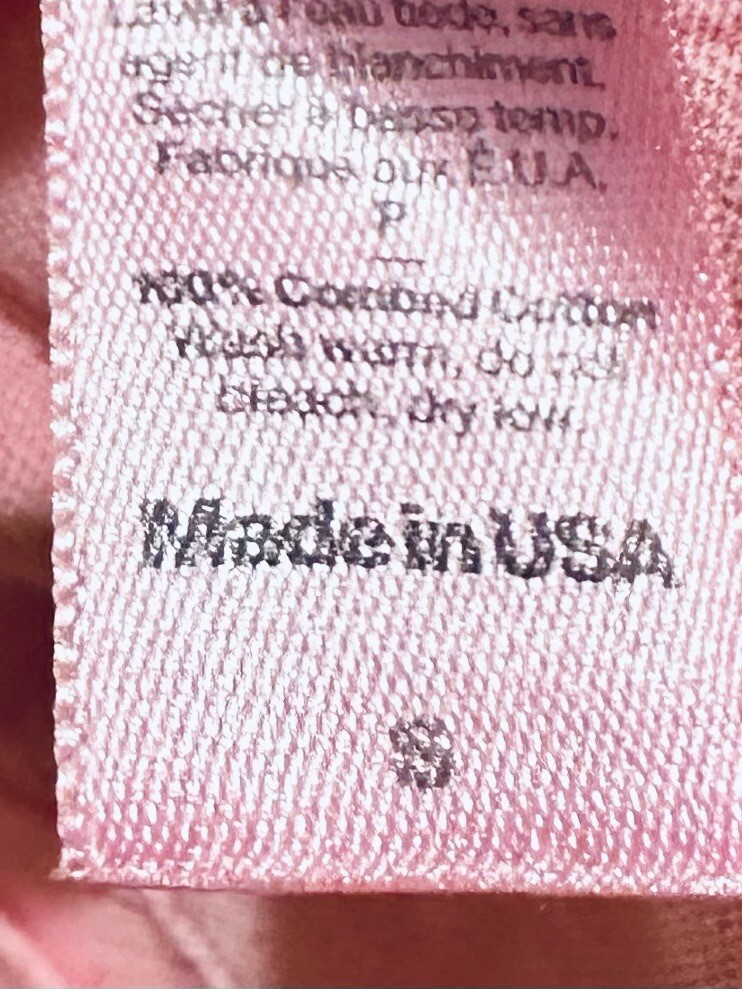 Laver à l'eau tiède, sans
agent de blanchiment.
Sécher à basse temp.
Fabriqué aux É.U.A.
P
—
100% Combed Cotton
Wash warm, do not
bleach, dry low.
Made in USA
S